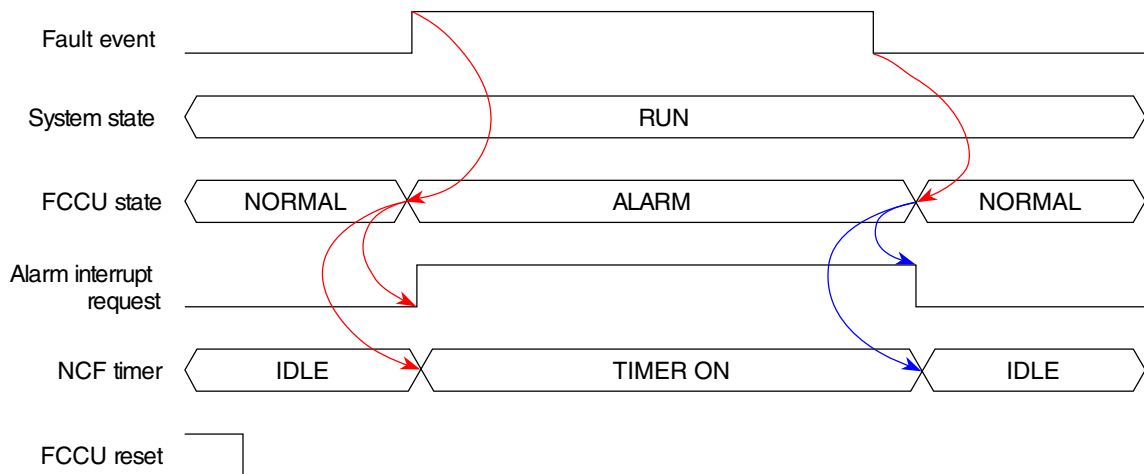 Fault event
System state
RUN
FCCU state
NORMAL
ALARM
NORMAL
Alarm interrupt
request
NCF timer
IDLE
TIMER ON
IDLE
FCCU reset